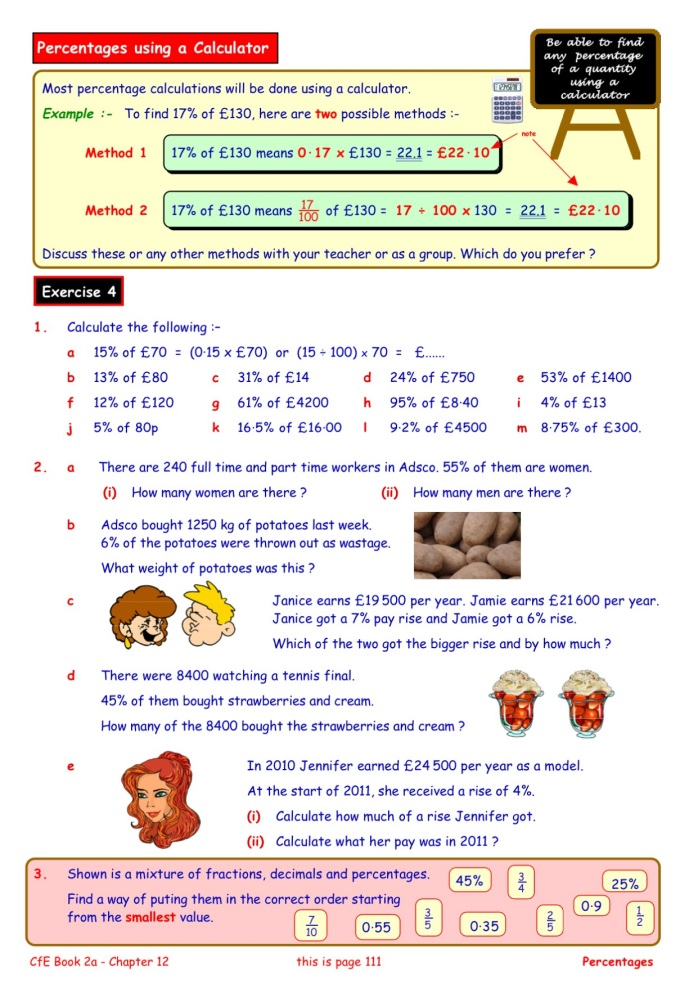 Percentages using a Calculator
Be able to find
any percentage
of a quantity
using a
calculator
Most percentage calculations will be done using a calculator.
Example :- To find 17% of £130, here are two possible methods :-
note
Method 1 17% of £130 means 0·17 x £130 = 22.1 = £22·10
Method 2 17% of £130 means 17/100 of £130 = 17 ÷ 100 x 130 = 22.1 = £22·10
Discuss these or any other methods with your teacher or as a group. Which do you prefer ?
Exercise 4
1. Calculate the following :-
a 15% of £70 = (0·15 x £70) or (15 ÷ 100) x 70 = £......
b 13% of £80 c 31% of £14 d 24% of £750 e 53% of £1400
f 12% of £120 g 61% of £4200 h 95% of £8·40 i 4% of £13
j 5% of 80p k 16·5% of £16·00 l 9·2% of £4500 m 8·75% of £300.
2. a There are 240 full time and part time workers in Adsco. 55% of them are women.
(i) How many women are there ? (ii) How many men are there ?
b Adsco bought 1250 kg of potatoes last week.
6% of the potatoes were thrown out as wastage.
What weight of potatoes was this ?
c Janice earns £19 500 per year. Jamie earns £21 600 per year.
Janice got a 7% pay rise and Jamie got a 6% rise.
Which of the two got the bigger rise and by how much ?
d There were 8400 watching a tennis final.
45% of them bought strawberries and cream.
How many of the 8400 bought the strawberries and cream ?
e In 2010 Jennifer earned £24 500 per year as a model.
At the start of 2011, she received a rise of 4%.
(i) Calculate how much of a rise Jennifer got.
(ii) Calculate what her pay was in 2011 ?
3. Shown is a mixture of fractions, decimals and percentages.
Find a way of puting them in the correct order starting
from the smallest value.
45% 3/4 25%
7/10 0·55 3/5 0·35 2/5 0·9 1/2
CfE Book 2a - Chapter 12 this is page 111 Percentages